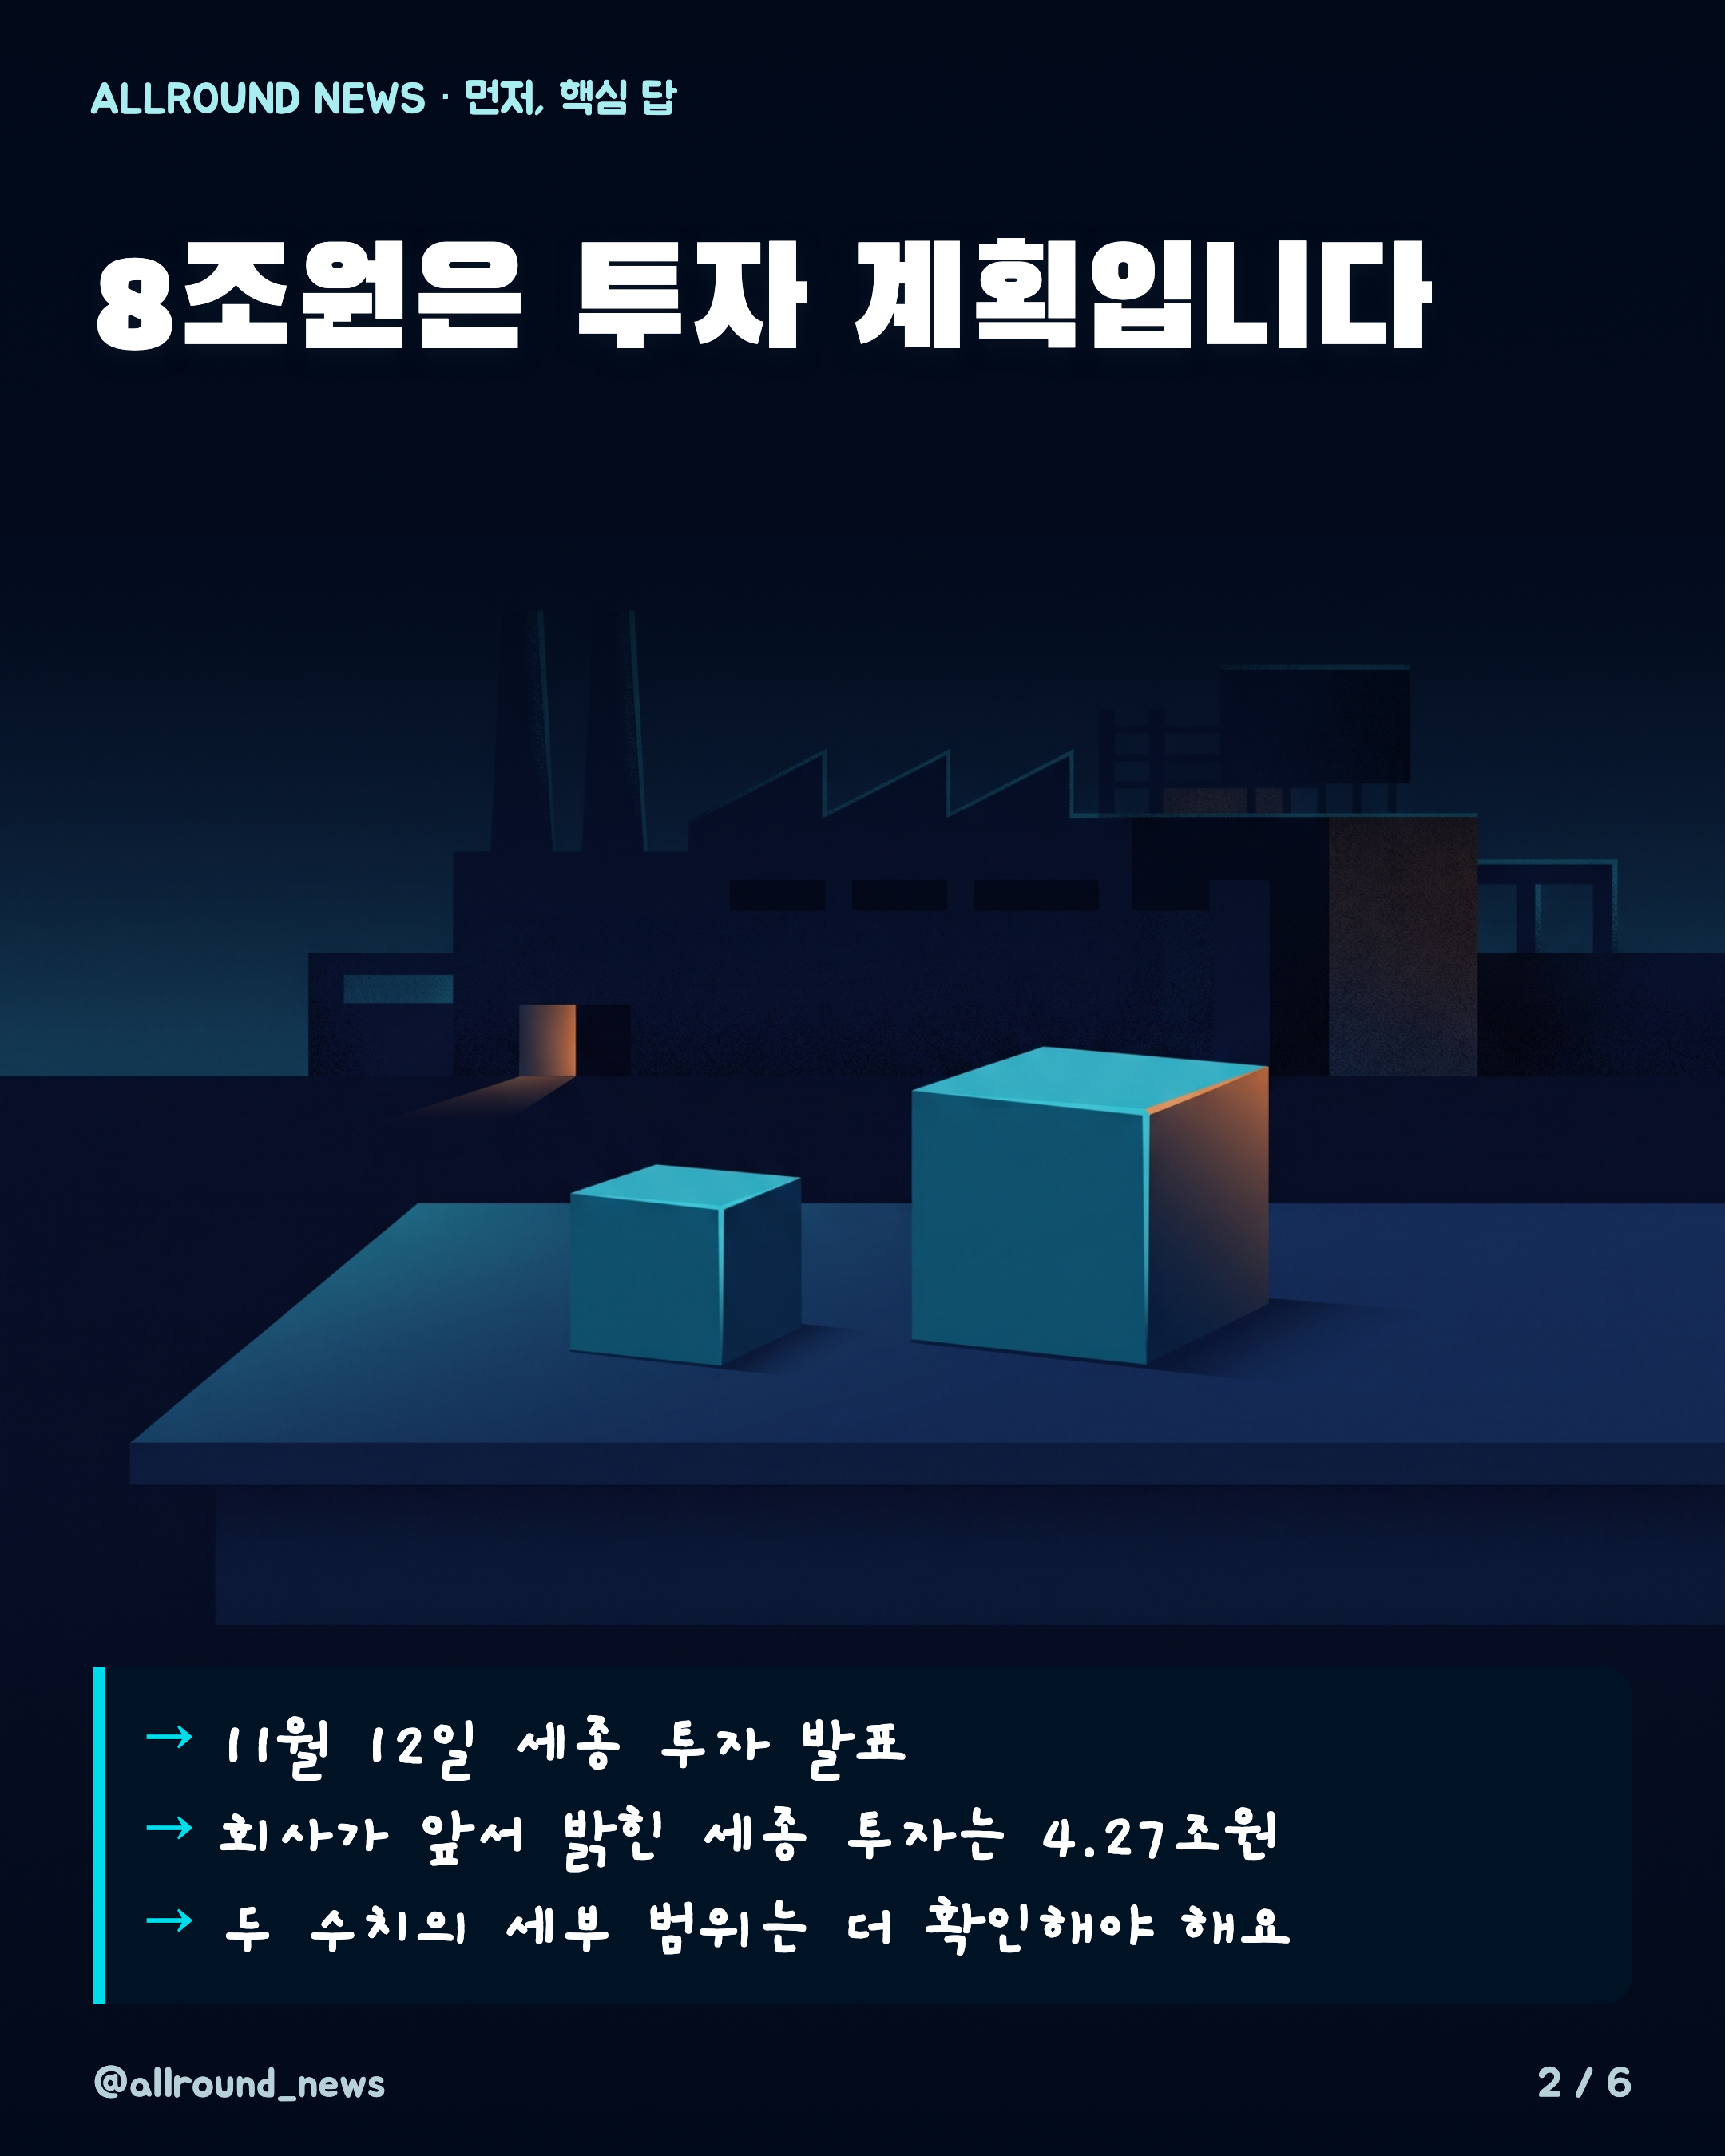 ALLROUND NEWS · 먼저, 핵심 답
8조원은 투자 계획입니다
→ 11월 12일 세종 투자 발표
→ 회사가 앞서 밝힌 세종 투자는 4.27조원
→ 두 수치의 세부 범위는 더 확인해야 해요
@allround_news
2 / 6